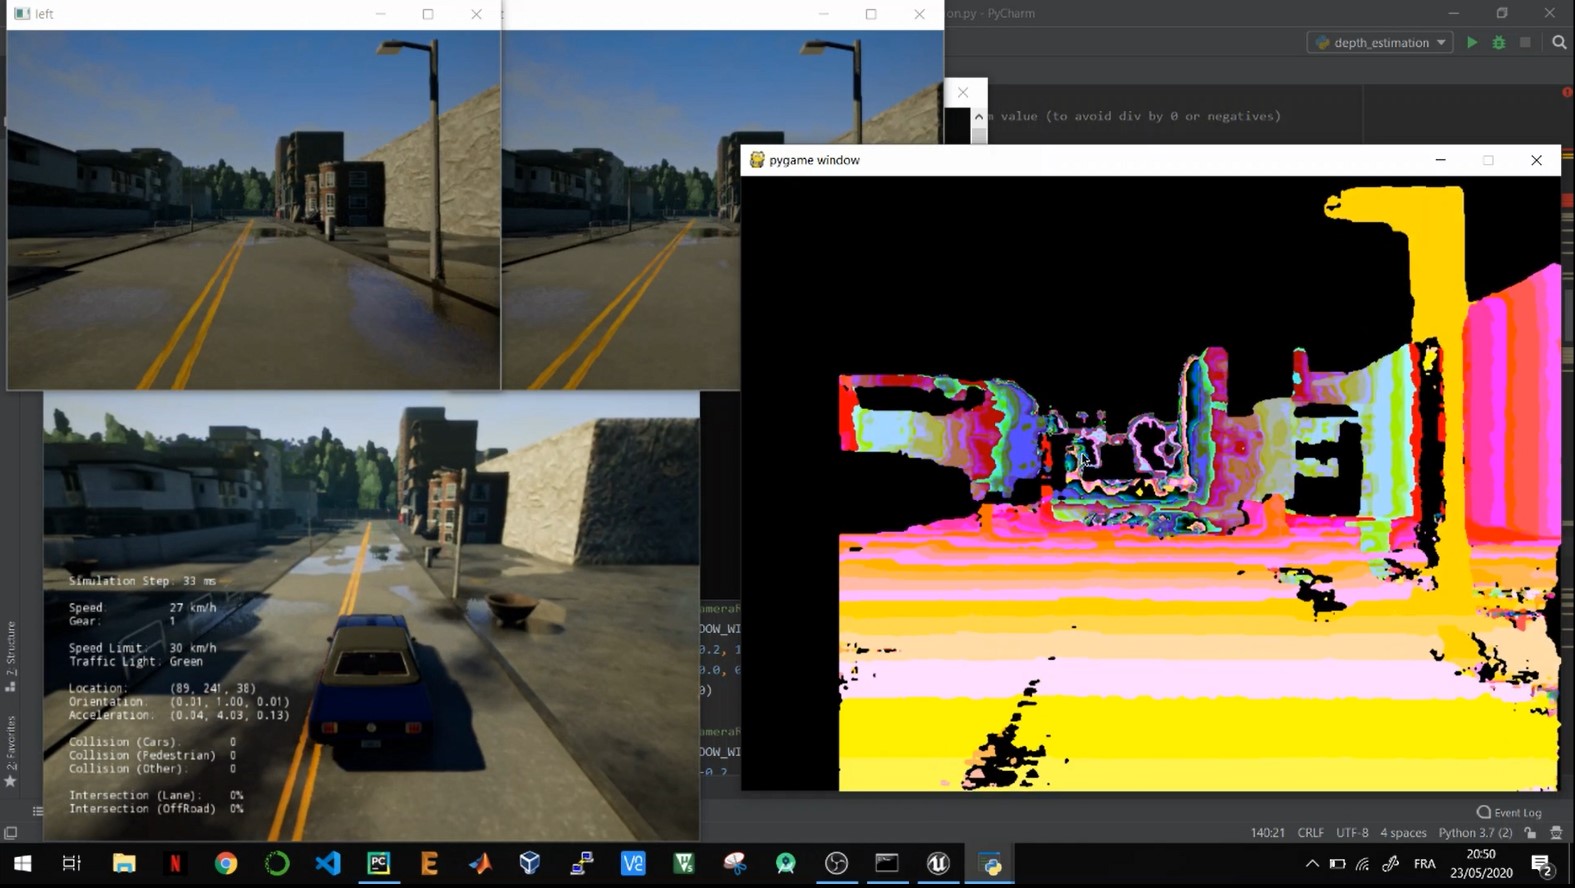 left
on.py - PyCharm
depth_estimation
m value (to avoid div by 0 or negatives)
pygame window
Simulation Step: 33 ms
Speed: 27 km/h
Gear: 1
Speed Limit: 30 km/h
Traffic Light: Green
Location: (89, 241, 38)
Orientation: (0.01, 1.00, 0.01)
Acceleration: (0.04, 4.03, 0.13)
Collision (Cars): 0
Collision (Pedestrian) 0
Collision (Other): 0
Intersection (Lane): 0%
Intersection (OffRoad) 0%
DOW_WI
0.2, 1
0.0, 0
0)
DOW_WI
-0.2
7: Structure
2: Favorites
Event Log
140:21 CRLF UTF-8 4 spaces Python 3.7 (2)
PC
FRA
20:50
23/05/2020
2